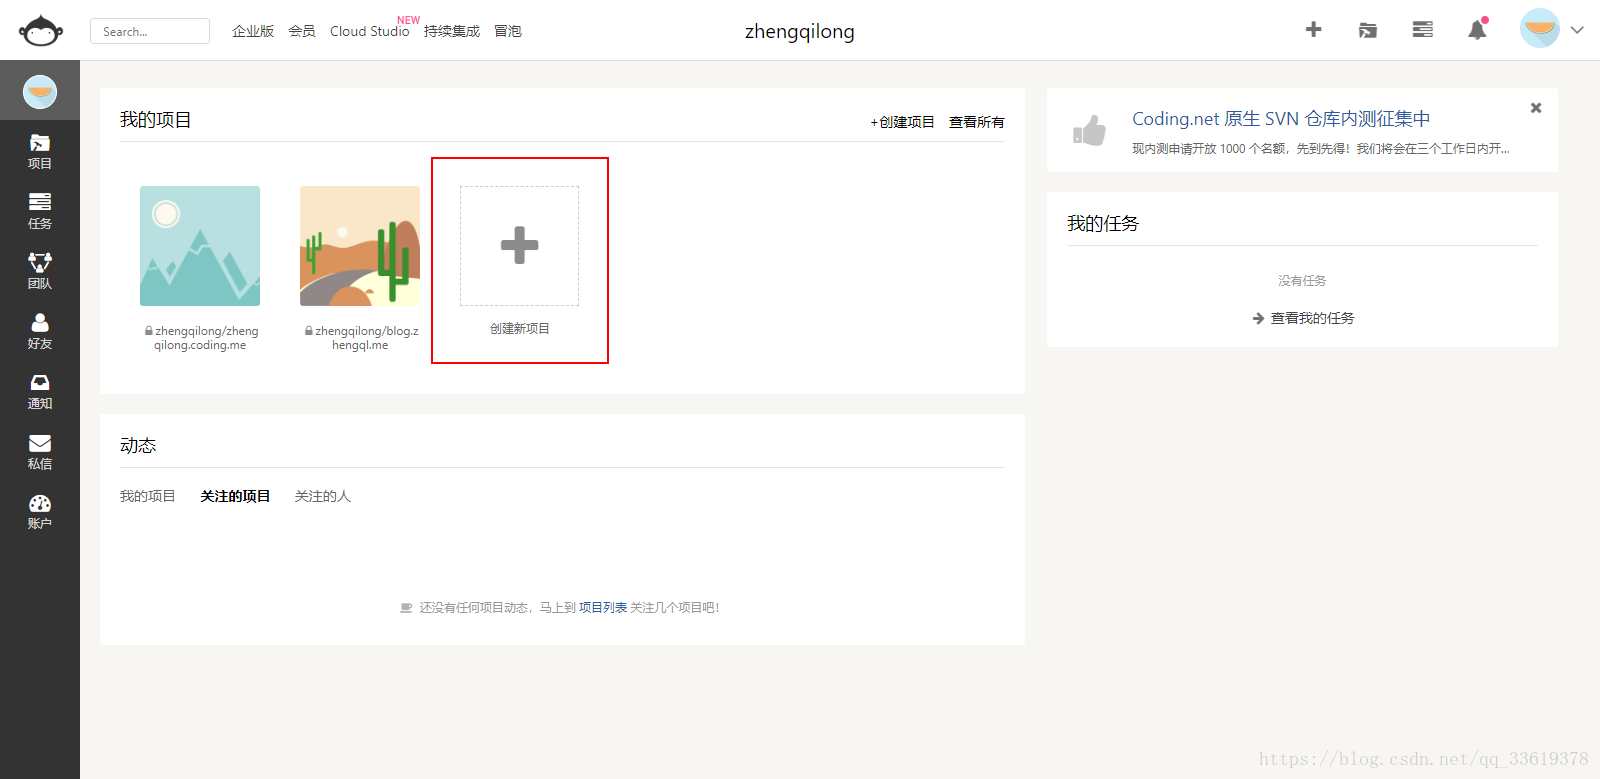 Search...
企业版 会员 Cloud Studio NEW 持续集成 冒泡
zhengqilong
项目
任务
团队
好友
通知
私信
账户
我的项目
+创建项目 查看所有
zhengqilong/zheng
qilong.coding.me
zhengqilong/blog.z
hengql.me
创建新项目
动态
我的项目 关注的项目 关注的人
还没有任何项目动态，马上到 项目列表 关注几个项目吧！
Coding.net 原生 SVN 仓库内测征集中
现内测申请开放 1000 个名额，先到先得！我们将会在三个工作日内开...
我的任务
没有任务
查看我的任务
https://blog.csdn.net/qq_33619378